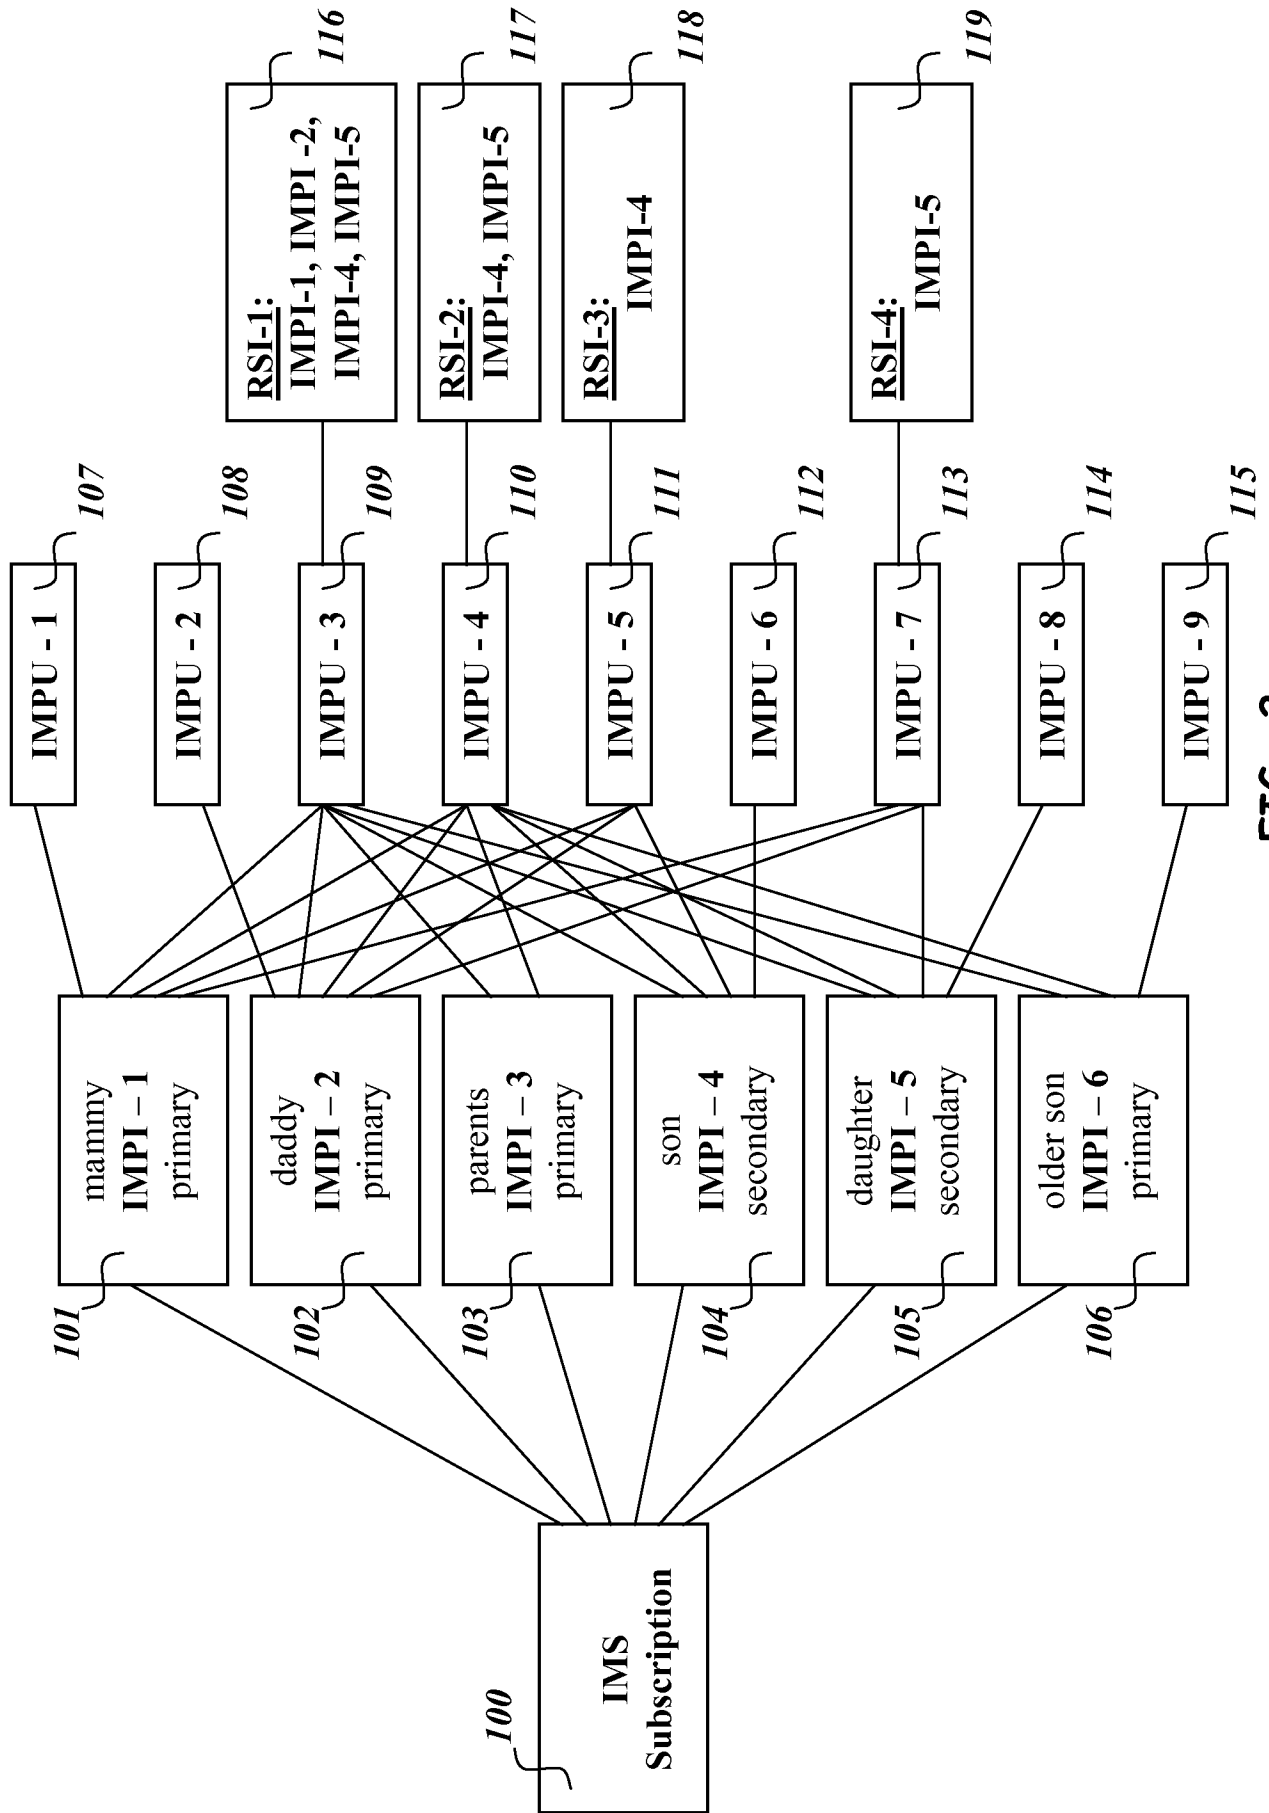 100
IMS
Subscription
101
mammy
IMPI – 1
primary
102
daddy
IMPI – 2
primary
103
parents
IMPI – 3
primary
104
son
IMPI – 4
secondary
105
daughter
IMPI – 5
secondary
106
older son
IMPI – 6
primary
IMPU - 1
107
IMPU - 2
108
IMPU - 3
109
IMPU - 4
110
IMPU - 5
111
IMPU - 6
112
IMPU - 7
113
IMPU - 8
114
IMPU - 9
115
RSI-1:
IMPI-1, IMPI -2,
IMPI-4, IMPI-5
116
RSI-2:
IMPI-4, IMPI-5
117
RSI-3:
IMPI-4
118
RSI-4:
IMPI-5
119